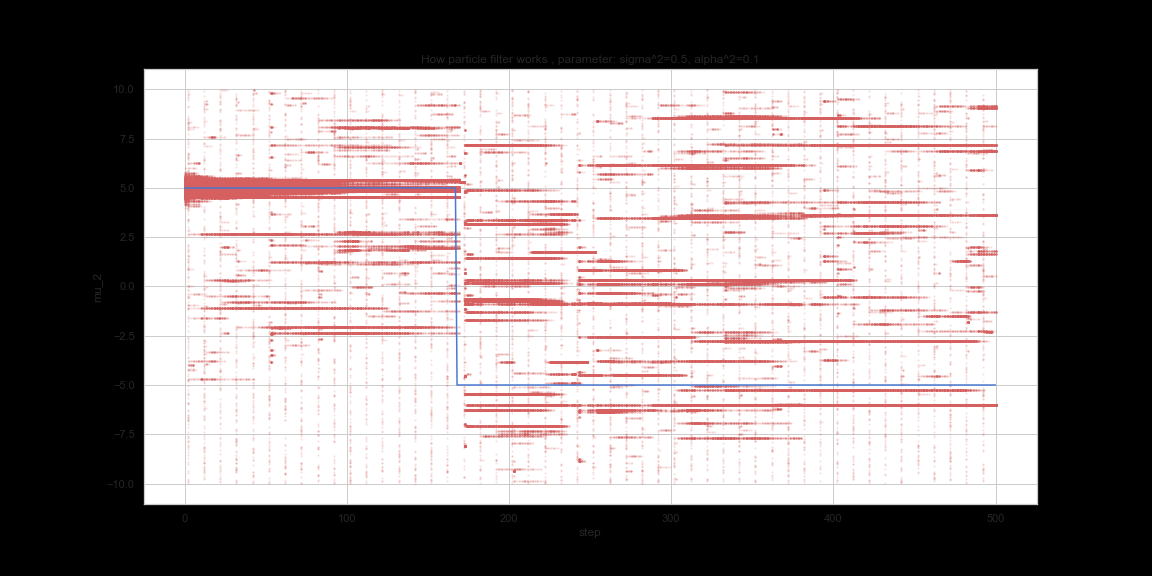 How particle filter works , parameter: sigma^2=0.5, alpha^2=0.1
10.0
7.5
5.0
2.5
0.0
−2.5
−5.0
−7.5
−10.0
mu_2
0 100 200 300 400 500
step